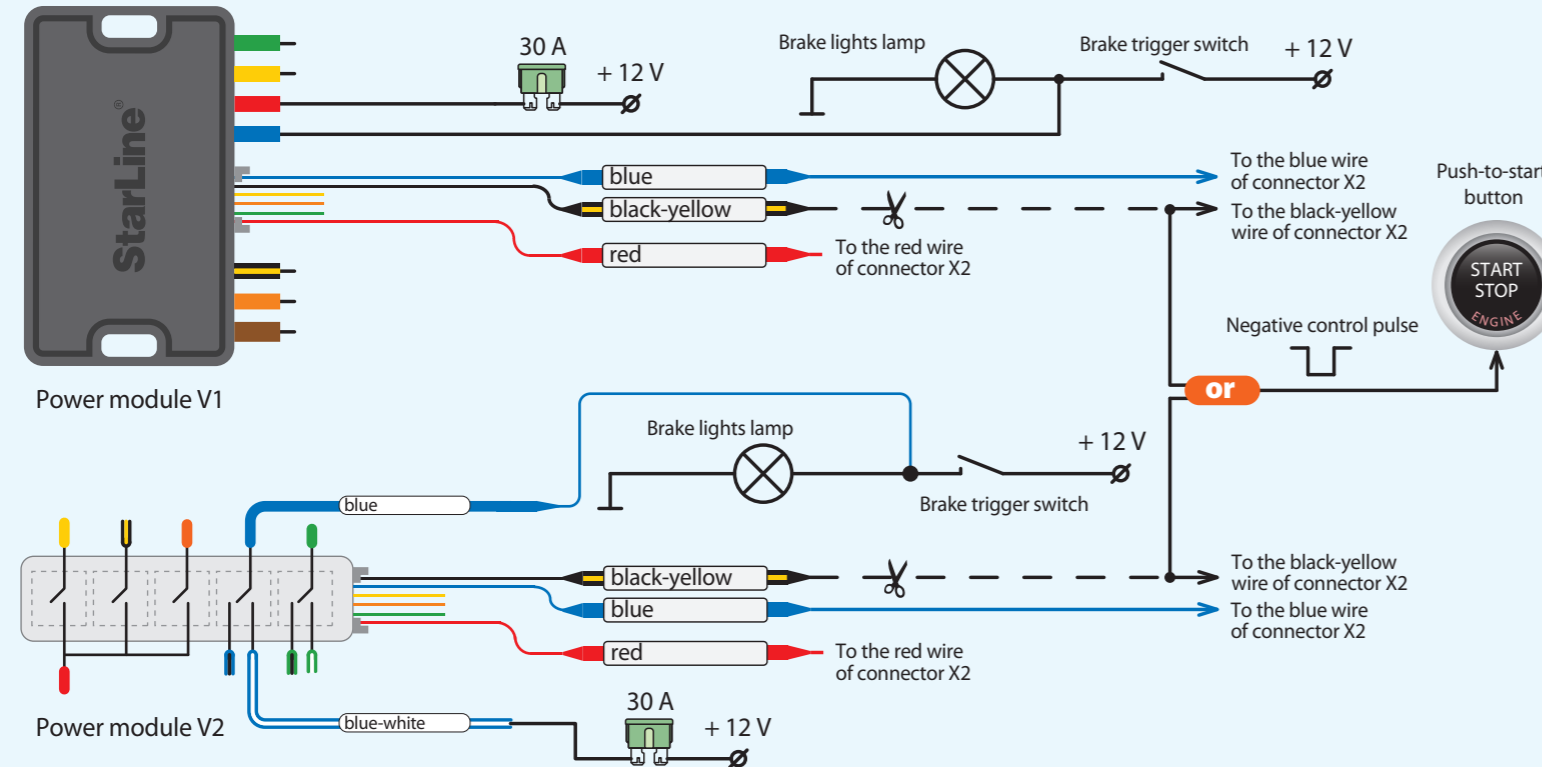 StarLine®
30 A
+ 12 V
Brake lights lamp
Brake trigger switch
+ 12 V
blue
To the blue wire
of connector X2
black-yellow
To the black-yellow
wire of connector X2
red
To the red wire
of connector X2
Push-to-start
button
START
STOP
ENGINE
Negative control pulse
or
Power module V1
Brake lights lamp
+ 12 V
Brake trigger switch
blue
black-yellow
To the black-yellow
wire of connector X2
blue
To the blue wire
of connector X2
red
To the red wire
of connector X2
Power module V2
blue-white
30 A
+ 12 V